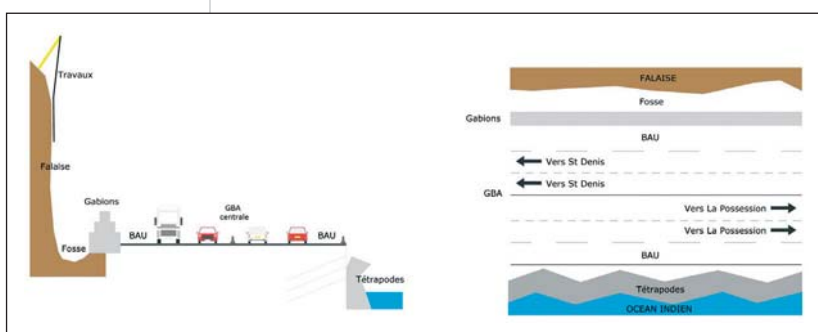 Travaux
Falaise
Gabions
Fosse
BAU
GBA
centrale
BAU
Tétrapodes
FALAISE
Fosse
Gabions
BAU
Vers St Denis
Vers St Denis
GBA
Vers La Possession
Vers La Possession
BAU
Tétrapodes
OCEAN INDIEN